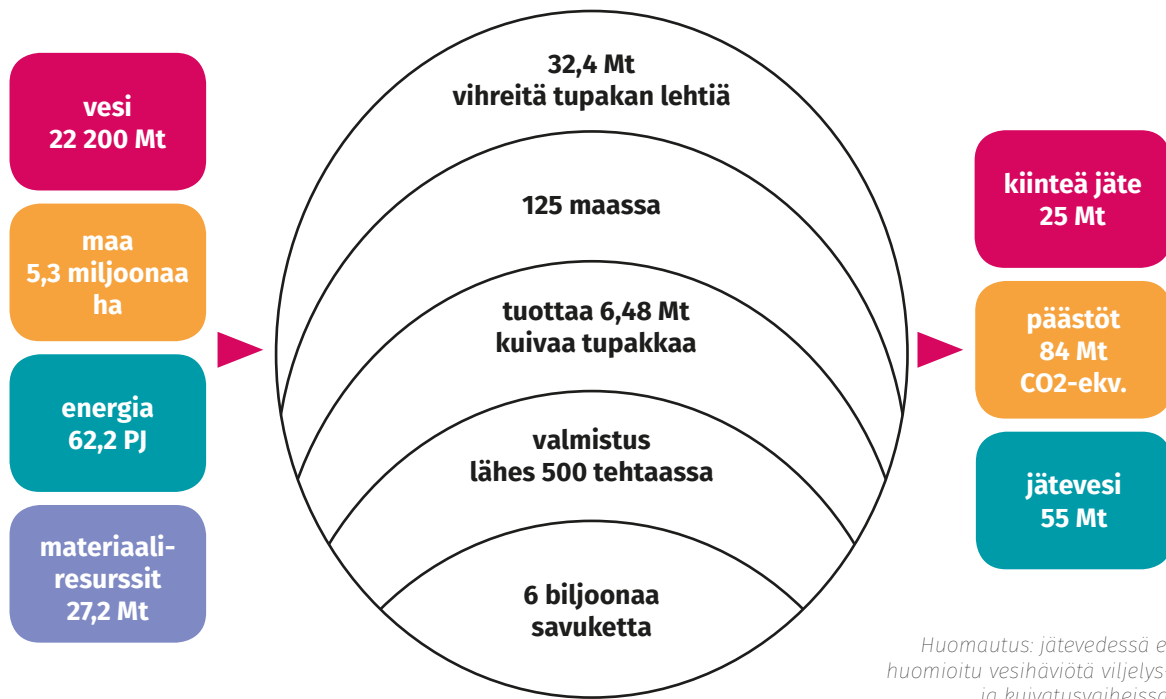 vesi
22 200 Mt
maa
5,3 miljoonaa
ha
energia
62,2 PJ
materiaali-
resurssit
27,2 Mt
32,4 Mt
vihreitä tupakan lehtiä
125 maassa
tuottaa 6,48 Mt
kuivaa tupakkaa
valmistus
lähes 500 tehtaassa
6 biljoonaa
savuketta
kiinteä jäte
25 Mt
päästöt
84 Mt
CO2-ekv.
jätevesi
55 Mt
Huomautus: jätevedessä e
huomioitu vesihäviötä viljelys-
ja kuivatusvaiheissa